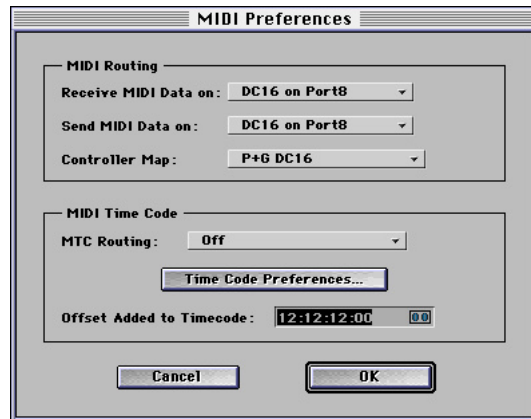 MIDI Preferences
MIDI Routing
Receive MIDI Data on: DC16 on Port8
Send MIDI Data on: DC16 on Port8
Controller Map: P+G DC16
MIDI Time Code
MTC Routing: Off
Time Code Preferences...
Offset Added to Timecode: 12:12:12:00 00
Cancel OK